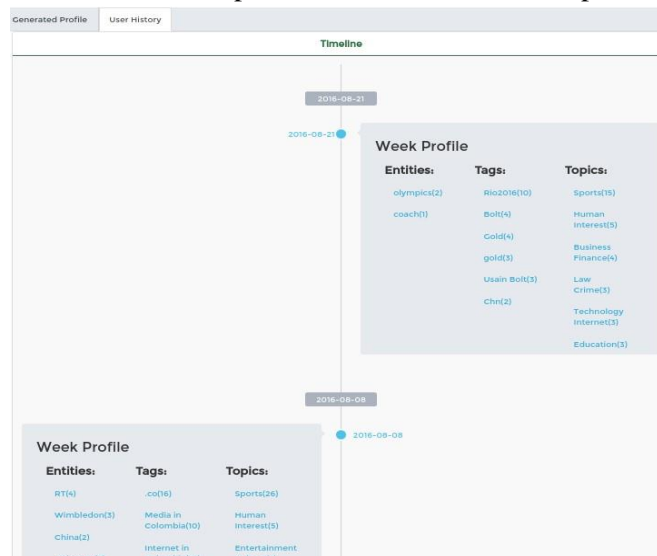 Generated Profile User History
Timeline
2016-08-21
2016-08-21
Week Profile
Entities: Tags: Topics:
olympics(2) Rio2016(10) Sports(15)
coach(1) Bolt(4) Human
Interest(5)
Gold(4) Business
gold(3) Finance(4)
Usain Bolt(3) Law
Crime(3)
Chn(2) Technology
Internet(3)
Education(3)
2016-08-08
2016-08-08
Week Profile
Entities: Tags: Topics:
RT(4) .co(16) Sports(26)
Wimbledon(3) Media in Human
Colombia(10) Interest(5)
China(2)
Internet in Entertainment